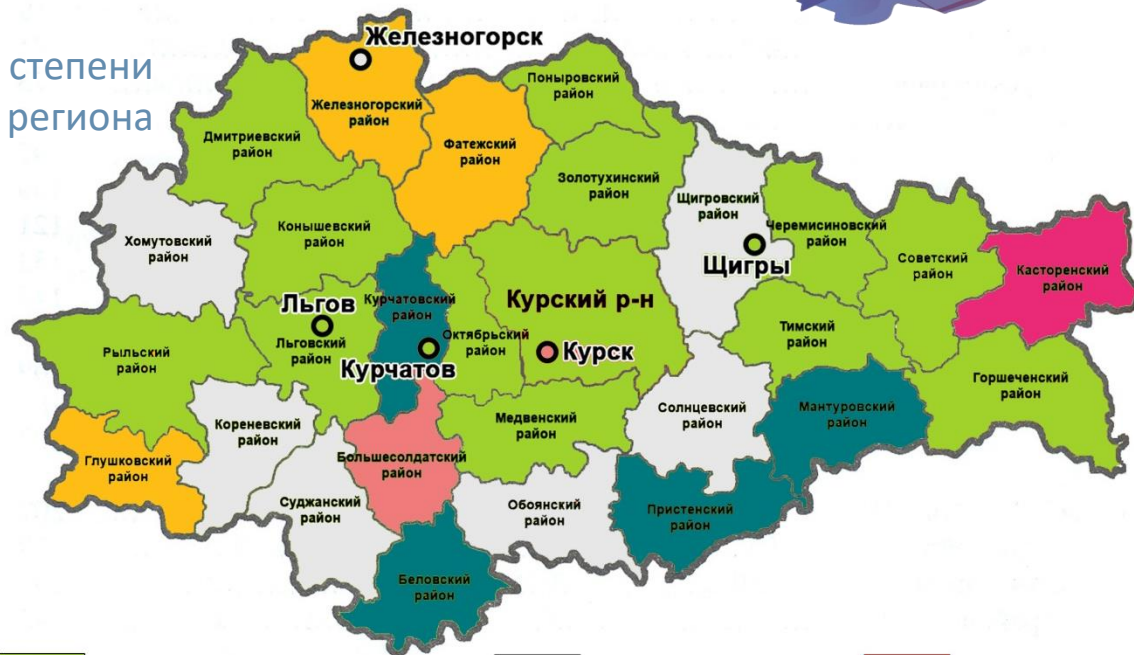 степени
региона
Железногорск
Железногорский
район
Поныровский
район
Дмитриевский
район
Фатежский
район
Золотухинский
район
Щигровский
район
Хомутовский
район
Конышевский
район
Черемисиновский
район
Щигры
Советский
район
Касторенский
район
Льгов
Льговский
район
Курчатовский
район
Октябрьский
район
Курчатов
Курский р-н
Курск
Тимский
район
Рыльский
район
Горшеченский
район
Кореневский
район
Медвенский
район
Солнцевский
район
Мантуровский
район
Глушковский
район
Большесолдатский
район
Суджанский
район
Обоянский
район
Пристенский
район
Беловский
район